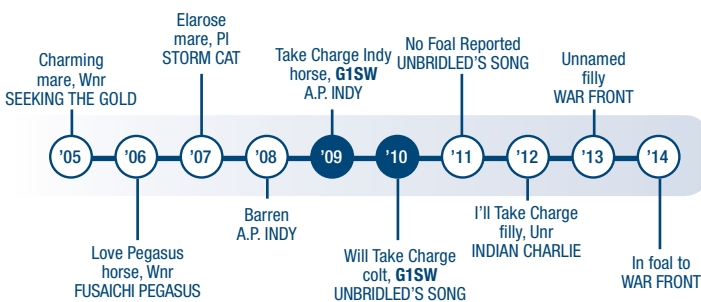 Charming
mare, Wnr
SEEKING THE GOLD
Elarose
mare, Pl
STORM CAT
Take Charge Indy
horse, G1SW
A.P. INDY
No Foal Reported
UNBRIDLED'S SONG
Unnamed
filly
WAR FRONT
'05
'06
'07
'08
'09
'10
'11
'12
'13
'14
Love Pegasus
horse, Wnr
FUSAICHI PEGASUS
Barren
A.P. INDY
Will Take Charge
colt, G1SW
UNBRIDLED'S SONG
I'll Take Charge
filly, Unr
INDIAN CHARLIE
In foal to
WAR FRONT